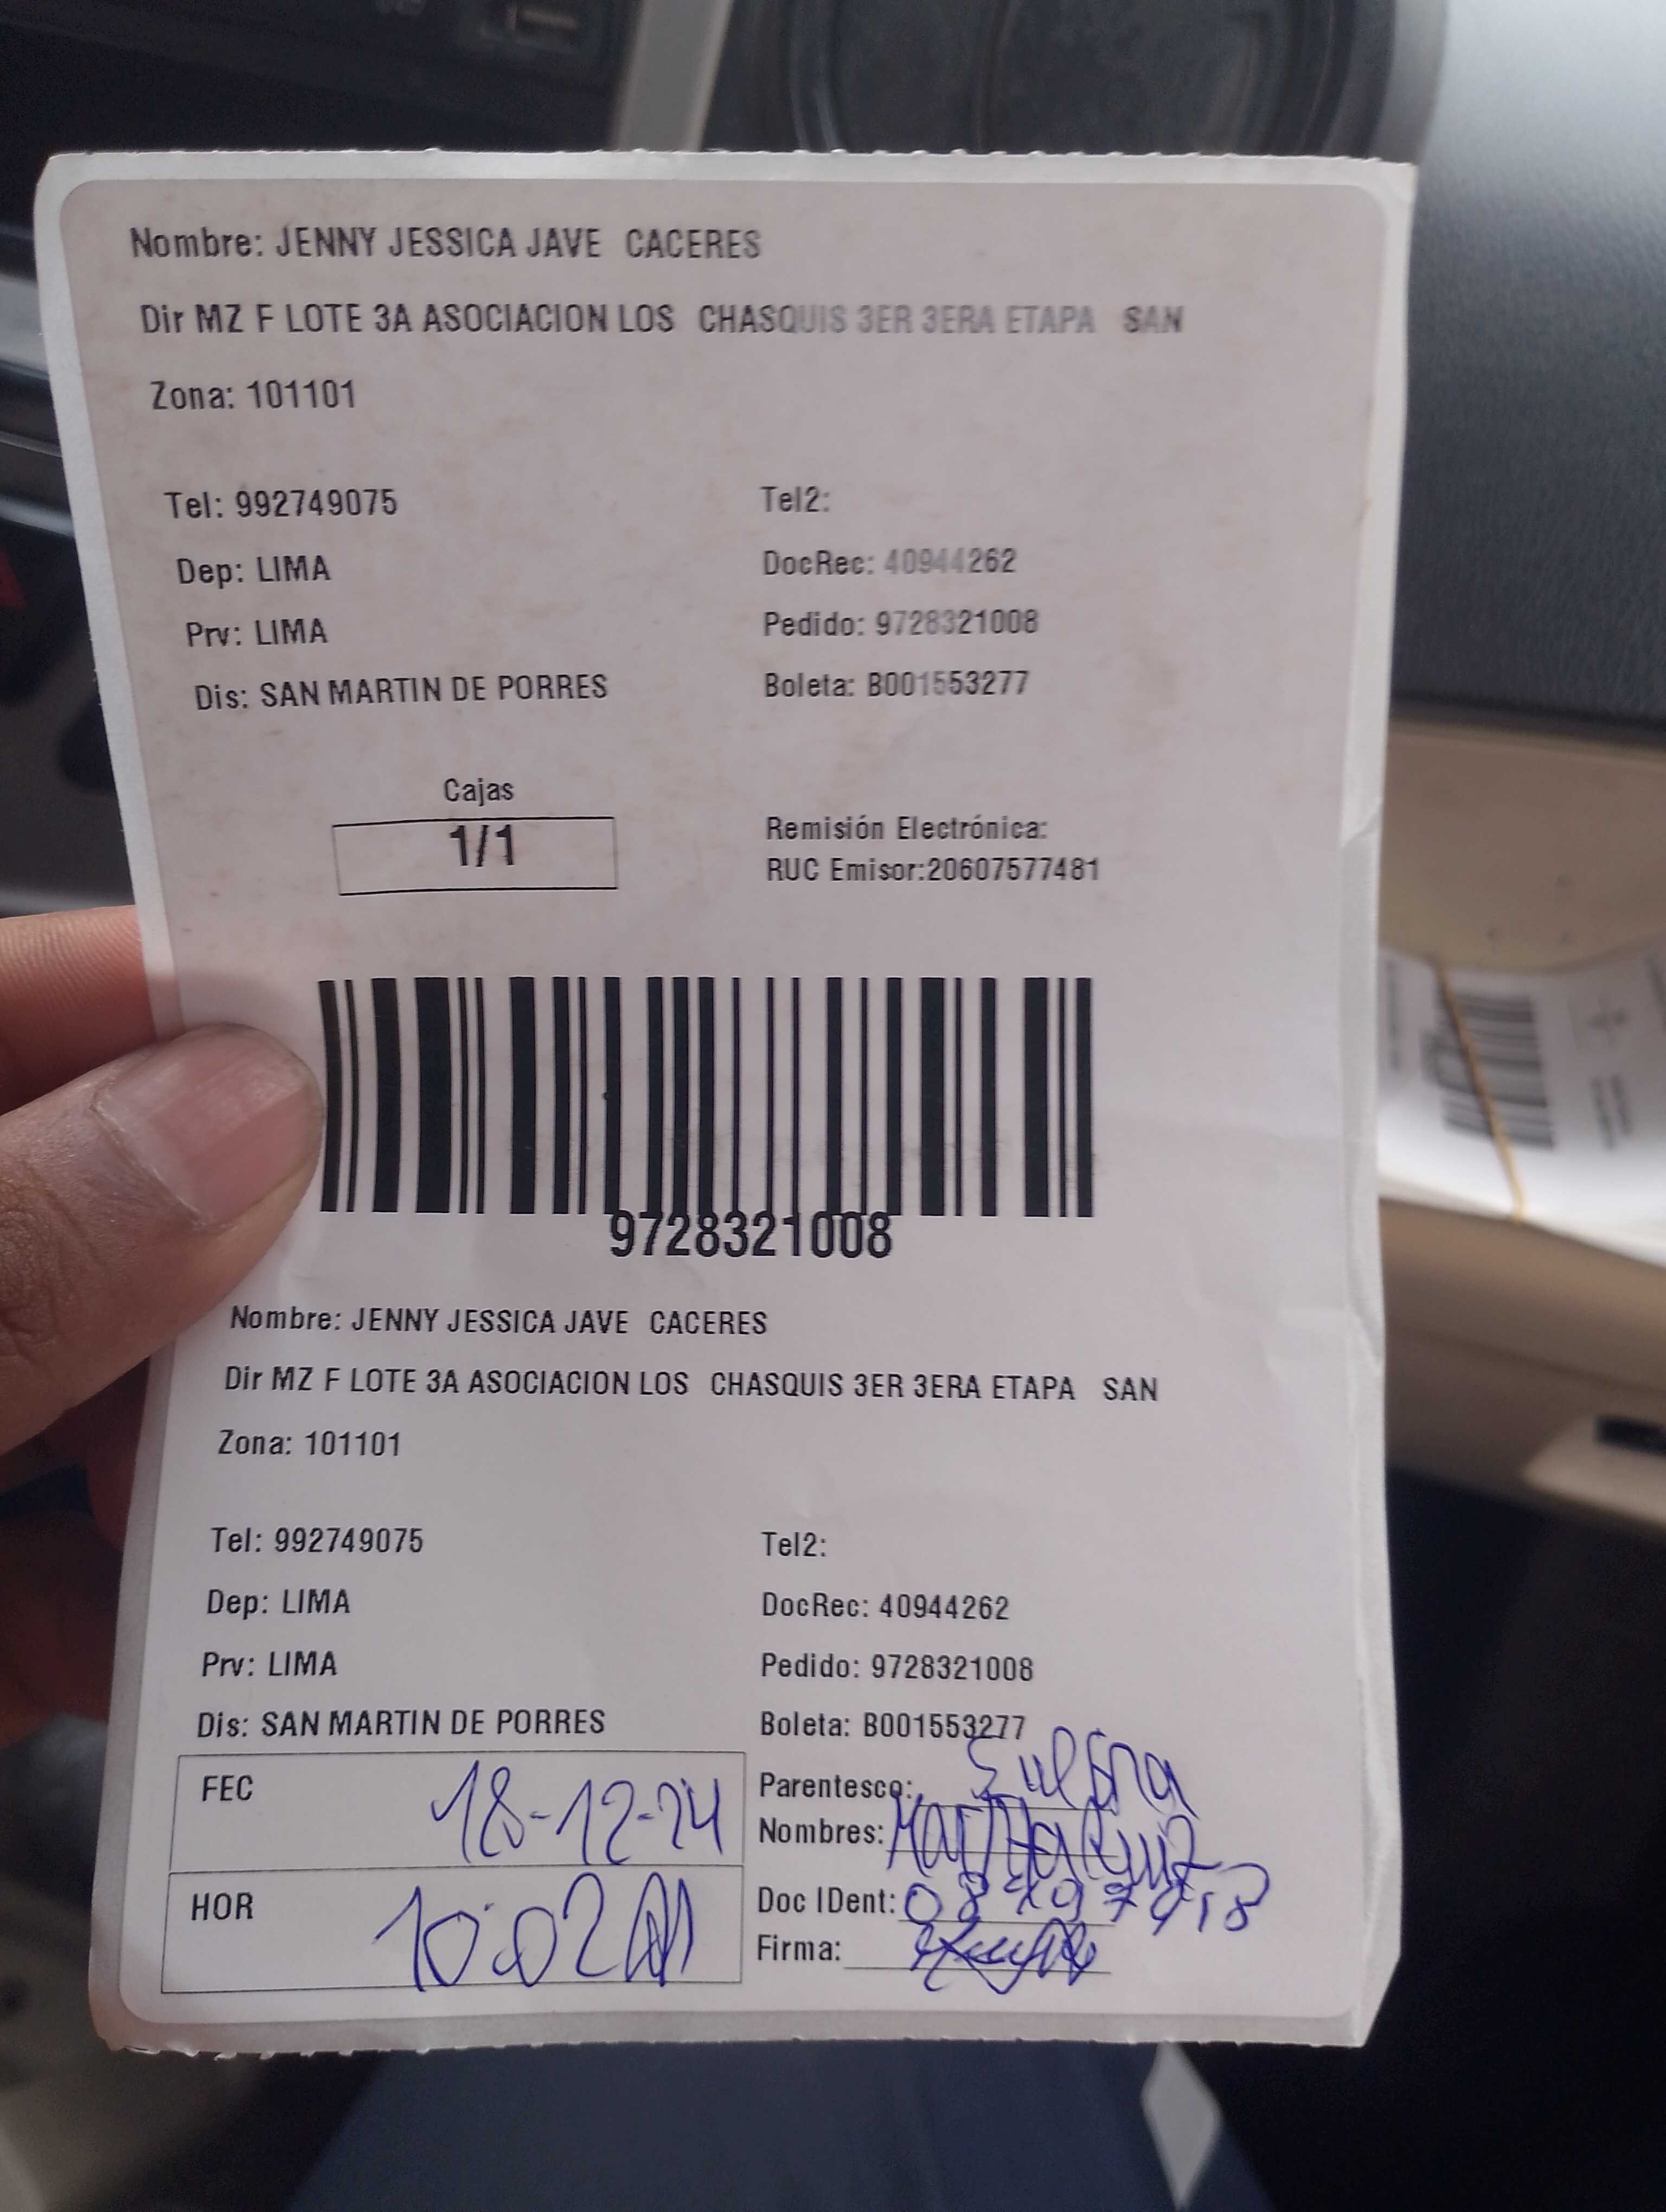 Nombre: JENNY JESSICA JAVE CACERES
Dir MZ F LOTE 3A ASOCIACION LOS CHASQUIS 3ER 3ERA ETAPA SAN
Zona: 101101
Tel: 992749075 Tel2:
Dep: LIMA DocRec: 40944262
Prv: LIMA Pedido: 9728321008
Dis: SAN MARTIN DE PORRES Boleta: B001553277
Cajas
1/1
Remisión Electrónica:
RUC Emisor:20607577481
9728321008
Nombre: JENNY JESSICA JAVE CACERES
Dir MZ F LOTE 3A ASOCIACION LOS CHASQUIS 3ER 3ERA ETAPA SAN
Zona: 101101
Tel: 992749075 Tel2:
Dep: LIMA DocRec: 40944262
Prv: LIMA Pedido: 9728321008
Dis: SAN MARTIN DE PORRES Boleta: B001553277
FEC 18-12-24
HOR 10:02
Parentesco:
Nombres:
Doc IDent:
Firma: